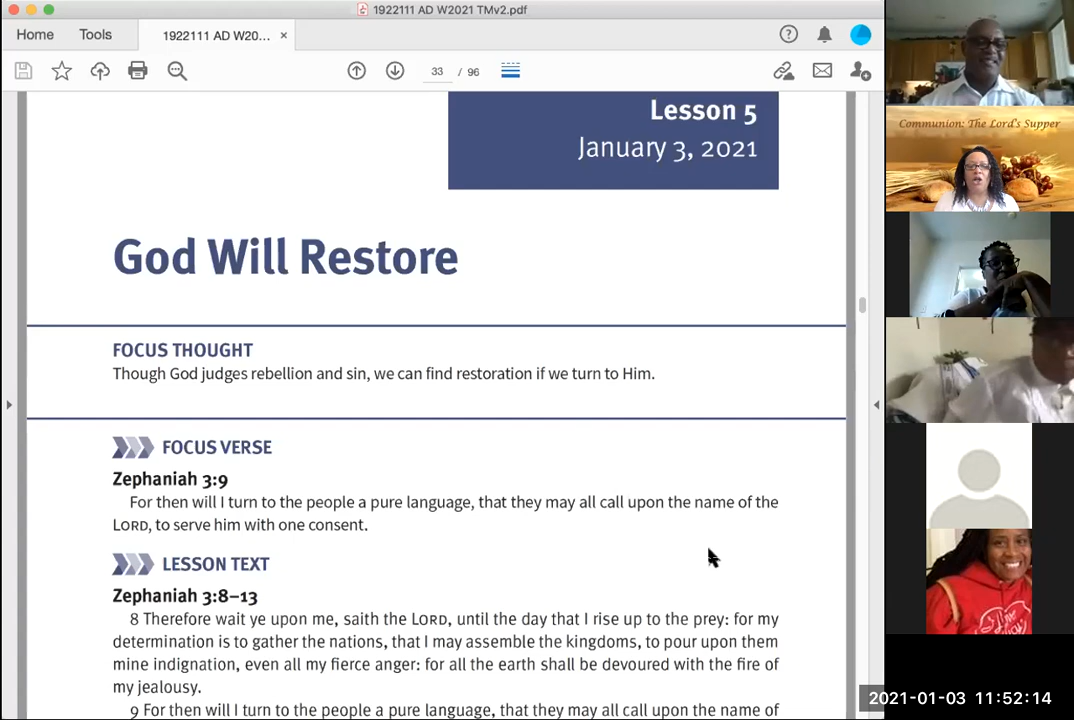 1922111 AD W2021 TMv2.pdf
Home Tools 1922111 AD W20... ×
33 / 96
Lesson 5
January 3, 2021
God Will Restore
FOCUS THOUGHT
Though God judges rebellion and sin, we can find restoration if we turn to Him.
FOCUS VERSE
Zephaniah 3:9
For then will I turn to the people a pure language, that they may all call upon the name of the
LORD, to serve him with one consent.
LESSON TEXT
Zephaniah 3:8–13
8 Therefore wait ye upon me, saith the LORD, until the day that I rise up to the prey: for my
determination is to gather the nations, that I may assemble the kingdoms, to pour upon them
mine indignation, even all my fierce anger: for all the earth shall be devoured with the fire of
my jealousy.
9 For then will I turn to the people a pure language, that they may all call upon the name of
Communion: The Lord's Supper
2021-01-03 11:52:14